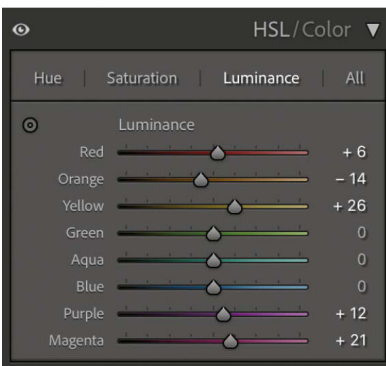 HSL/Color ▼
Hue | Saturation | Luminance | All
Luminance
Red + 6
Orange – 14
Yellow + 26
Green 0
Aqua 0
Blue 0
Purple + 12
Magenta + 21